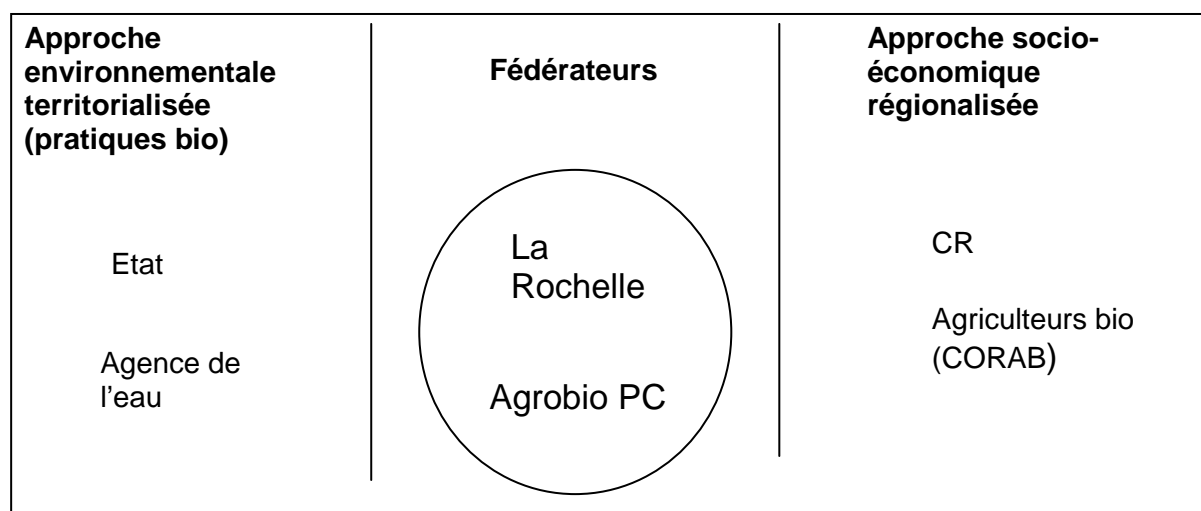 Approche
environnementale
territorialisée
(pratiques bio)
Etat
Agence de
l'eau
Fédérateurs
La
Rochelle
Agrobio PC
Approche socio-
économique
régionalisée
CR
Agriculteurs bio
(CORAB)